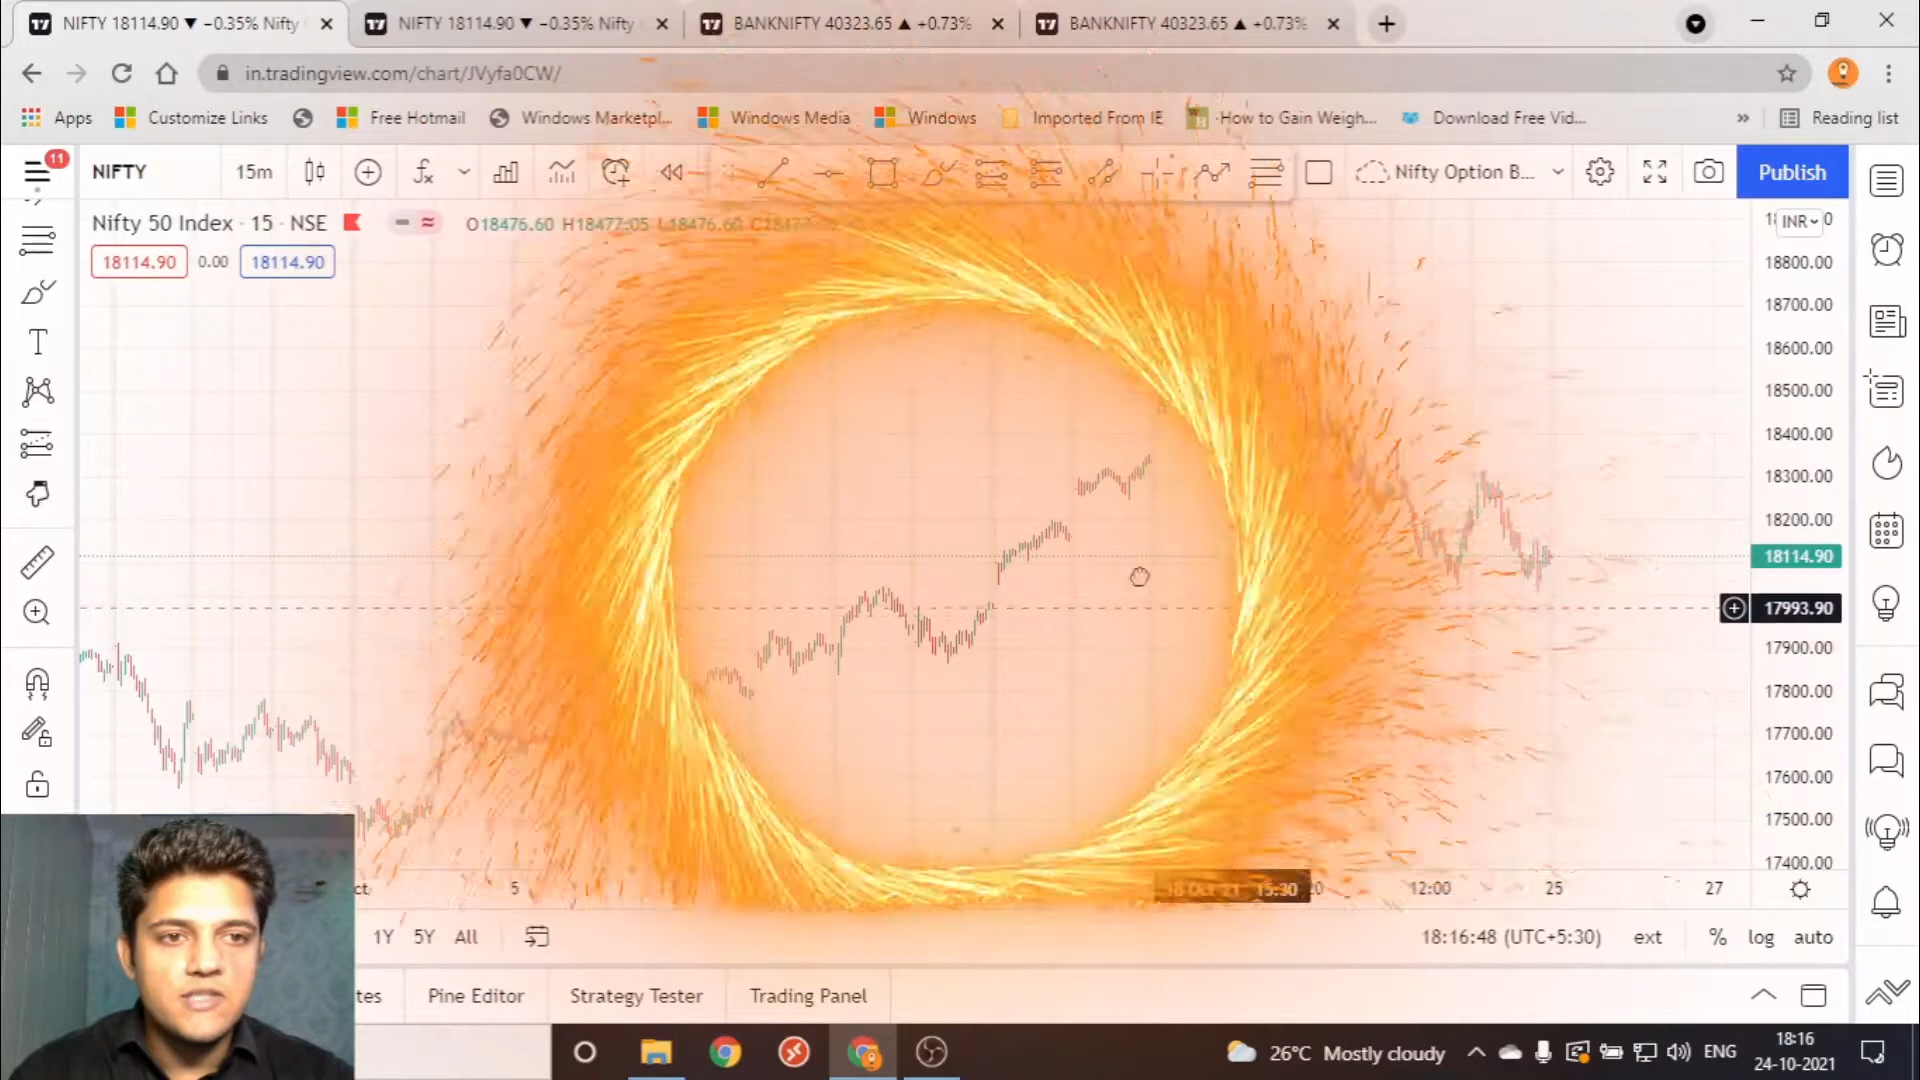 NIFTY 18114.90 ▼ −0.35% Nifty
NIFTY 18114.90 ▼ −0.35% Nifty
BANKNIFTY 40323.65 ▲ +0.73%
BANKNIFTY 40323.65 ▲ +0.73%
in.tradingview.com/chart/JVyfa0CW/
Apps
Customize Links
Free Hotmail
Windows Marketpl...
Windows Media
Windows
Imported From IE
How to Gain Weigh...
Download Free Vid...
»
Reading list
11
NIFTY
15m
Nifty Option B...
Publish
Nifty 50 Index · 15 · NSE
O18476.60 H18477.05 L18476.60
INR
18114.90 0.00 18114.90
18800.00
18700.00
18600.00
18500.00
18400.00
18300.00
18200.00
18114.90
17993.90
17900.00
17800.00
17700.00
17600.00
17500.00
17400.00
5
18 Oct '21 15:30
12:00
25
27
1Y 5Y All
18:16:48 (UTC+5:30)
ext
%
log
auto
Pine Editor
Strategy Tester
Trading Panel
26°C Mostly cloudy
ENG
18:16
24-10-2021